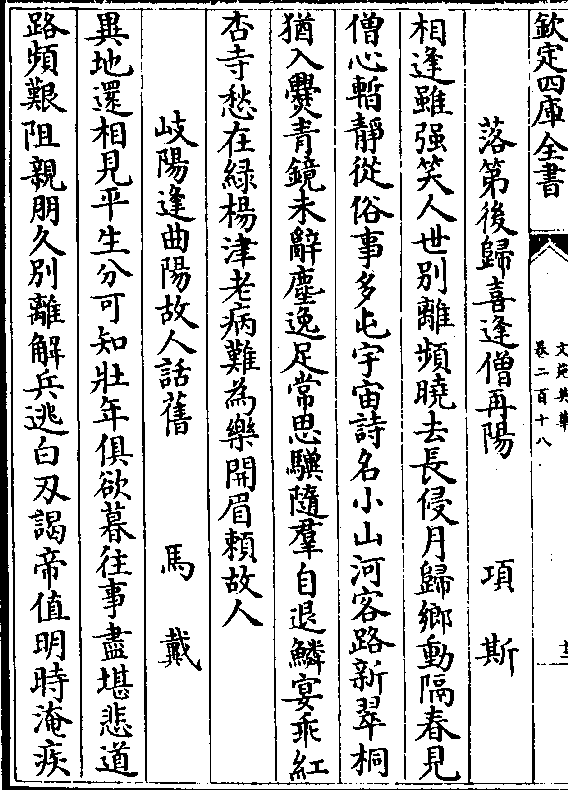 欽定四庫全書
文苑英華
卷二百十八
十三
落第後歸喜逢僧再陽 項斯
相逢雖强笑人世別離頻曉去長侵月歸鄉動隔春見
僧心暫靜從俗事多屯宇宙詩名小山河客路新翠桐
猶入爨青鏡未辭塵逸足常思驥隨羣自退鱗宴乖紅
杏寺愁在緑楊津老病難為樂開眉頼故人
岐陽逢曲陽故人話舊 馬戴
異地還相見平生分可知壯年俱欲暮往事盡堪悲道
路頻艱阻親朋久別離解兵逃白刃謁帝值明時淹疾